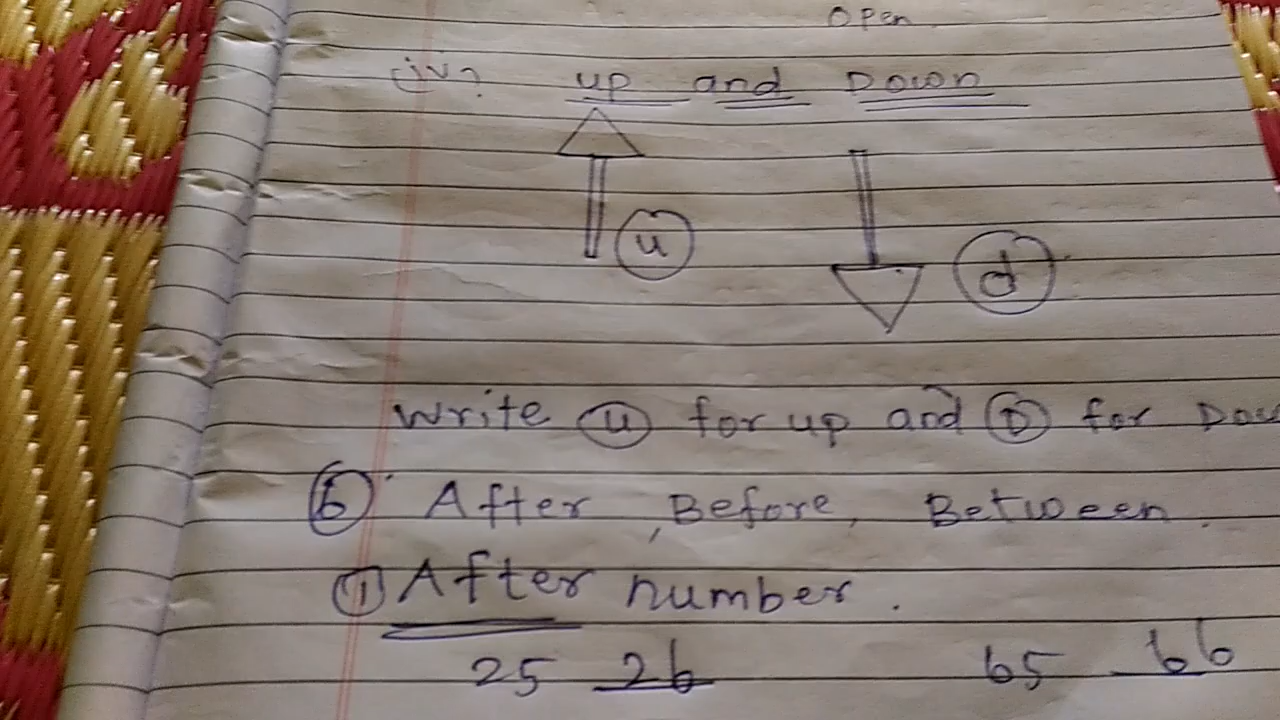 open
(iv) up and Down
u d
Write u for up and D for Dow
6 After, Before, Between.
1 After number.
25 26 65 66